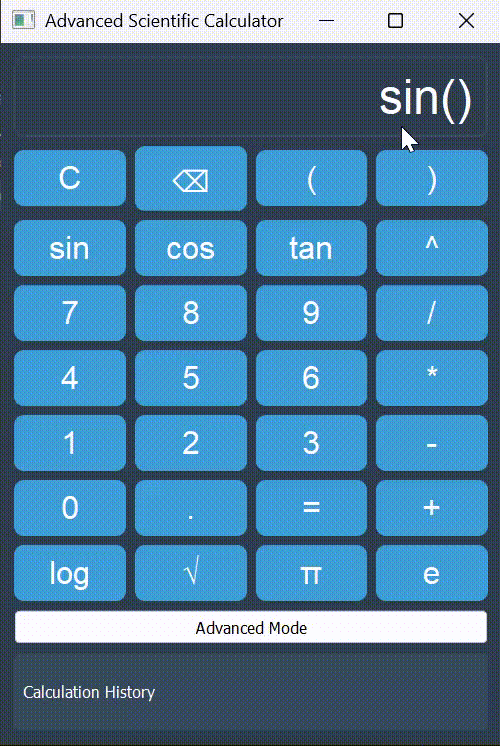 Advanced Scientific Calculator
sin()
C ⌫ ( )
sin cos tan ^
7 8 9 /
4 5 6 *
1 2 3 -
0 . = +
log √ π e
Advanced Mode
Calculation History